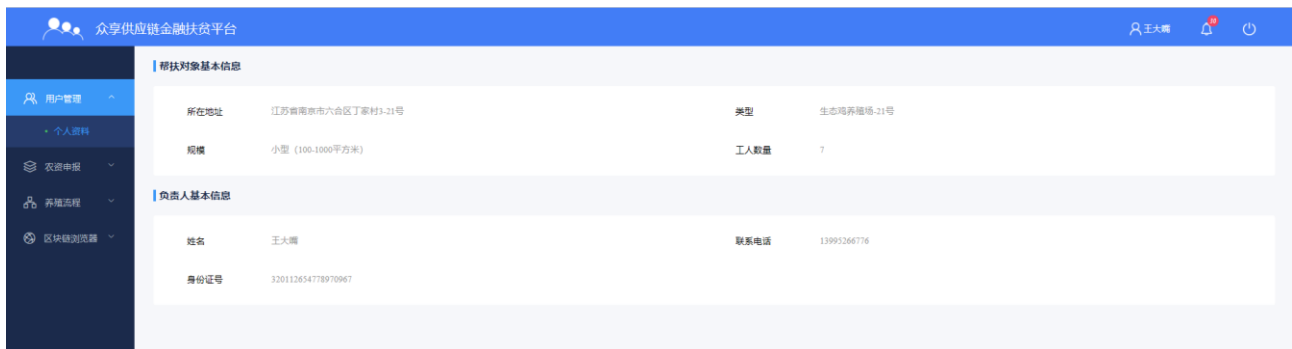 众享供应链金融扶贫平台
王大嘴
10
用户管理
个人资料
农资申报
养殖流程
区块链浏览器
帮扶对象基本信息
所在地址 江苏省南京市六合区丁家村3-21号 类型 生态鸡养殖场-21号
规模 小型（100-1000平方米） 工人数量 7
负责人基本信息
姓名 王大嘴 联系电话 13995266776
身份证号 320112654778970967